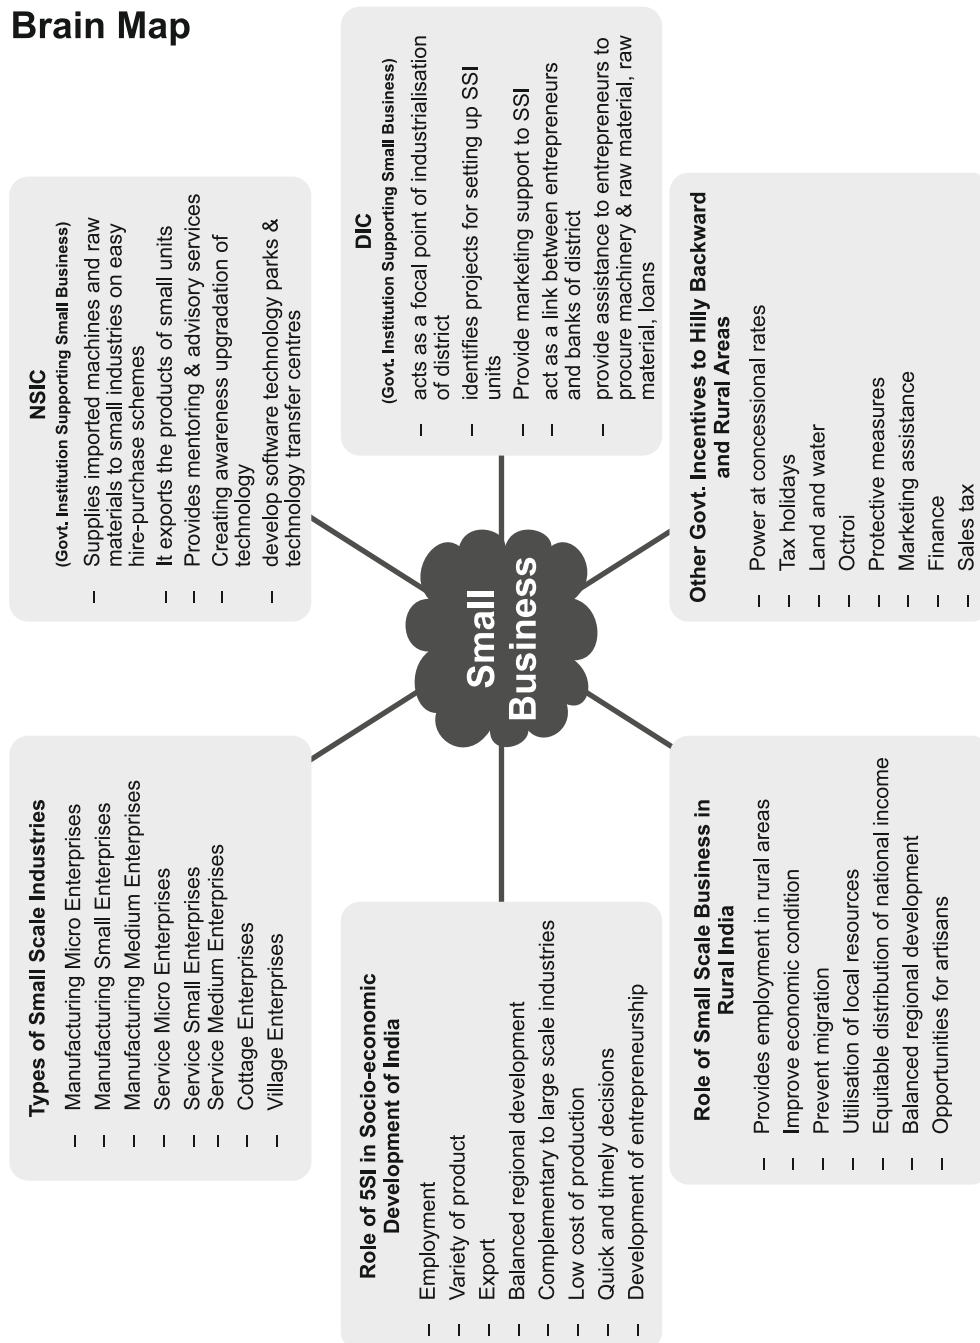 Brain Map
Types of Small Scale Industries
– Manufacturing Micro Enterprises
– Manufacturing Small Enterprises
– Manufacturing Medium Enterprises
– Service Micro Enterprises
– Service Small Enterprises
– Service Medium Enterprises
– Cottage Enterprises
– Village Enterprises
NSIC
(Govt. Institution Supporting Small Business)
– Supplies imported machines and raw
materials to small industries on easy
hire-purchase schemes
– It exports the products of small units
– Provides mentoring & advisory services
– Creating awareness upgradation of
technology
– develop software technology parks &
technology transfer centres
Role of 5SI in Socio-economic
Development of India
– Employment
– Variety of product
– Export
– Balanced regional development
– Complementary to large scale industries
– Low cost of production
– Quick and timely decisions
– Development of entrepreneurship
Small
Business
DIC
(Govt. Institution Supporting Small Business)
– acts as a focal point of industrialisation
of district
– identifies projects for setting up SSI
units
– Provide marketing support to SSI
– act as a link between entrepreneurs
and banks of district
– provide assistance to entrepreneurs to
procure machinery & raw material, raw
material, loans
Role of Small Scale Business in
Rural India
– Provides employment in rural areas
– Improve economic condition
– Prevent migration
– Utilisation of local resources
– Equitable distribution of national income
– Balanced regional development
– Opportunities for artisans
Other Govt. Incentives to Hilly Backward
and Rural Areas
– Power at concessional rates
– Tax holidays
– Land and water
– Octroi
– Protective measures
– Marketing assistance
– Finance
– Sales tax